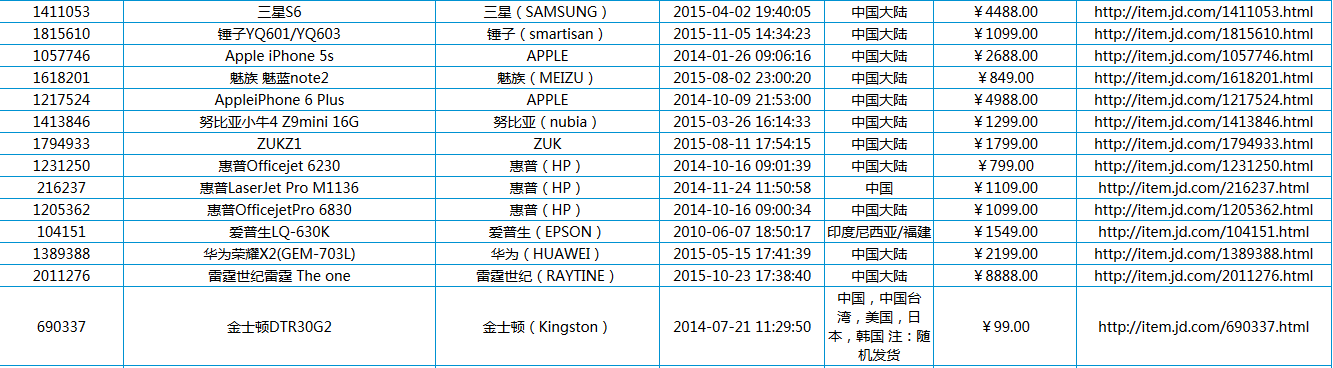 1411053 三星S6 三星（SAMSUNG） 2015-04-02 19:40:05 中国大陆 ￥4488.00 http://item.jd.com/1411053.html
1815610 锤子YQ601/YQ603 锤子（smartisan） 2015-11-05 14:34:23 中国大陆 ￥1099.00 http://item.jd.com/1815610.html
1057746 Apple iPhone 5s APPLE 2014-01-26 09:06:16 中国大陆 ￥2688.00 http://item.jd.com/1057746.html
1618201 魅族 魅蓝note2 魅族（MEIZU） 2015-08-02 23:00:20 中国大陆 ￥849.00 http://item.jd.com/1618201.html
1217524 AppleiPhone 6 Plus APPLE 2014-10-09 21:53:00 中国大陆 ￥4988.00 http://item.jd.com/1217524.html
1413846 努比亚小牛4 Z9mini 16G 努比亚（nubia） 2015-03-26 16:14:33 中国大陆 ￥1299.00 http://item.jd.com/1413846.html
1794933 ZUKZ1 ZUK 2015-08-11 17:54:15 中国大陆 ￥1799.00 http://item.jd.com/1794933.html
1231250 惠普Officejet 6230 惠普（HP） 2014-10-16 09:01:39 中国大陆 ￥799.00 http://item.jd.com/1231250.html
216237 惠普LaserJet Pro M1136 惠普（HP） 2014-11-24 11:50:58 中国 ￥1109.00 http://item.jd.com/216237.html
1205362 惠普OfficejetPro 6830 惠普（HP） 2014-10-16 09:00:34 中国大陆 ￥1099.00 http://item.jd.com/1205362.html
104151 爱普生LQ-630K 爱普生（EPSON） 2010-06-07 18:50:17 印度尼西亚/福建 ￥1549.00 http://item.jd.com/104151.html
1389388 华为荣耀X2(GEM-703L) 华为（HUAWEI） 2015-05-15 17:41:39 中国大陆 ￥2199.00 http://item.jd.com/1389388.html
2011276 雷霆世纪雷霆 The one 雷霆世纪（RAYTINE） 2015-10-23 17:38:40 中国大陆 ￥8888.00 http://item.jd.com/2011276.html
690337 金士顿DTR30G2 金士顿（Kingston） 2014-07-21 11:29:50
中国，中国台
湾，美国，日
本，韩国 注：随
机发货
￥99.00 http://item.jd.com/690337.html